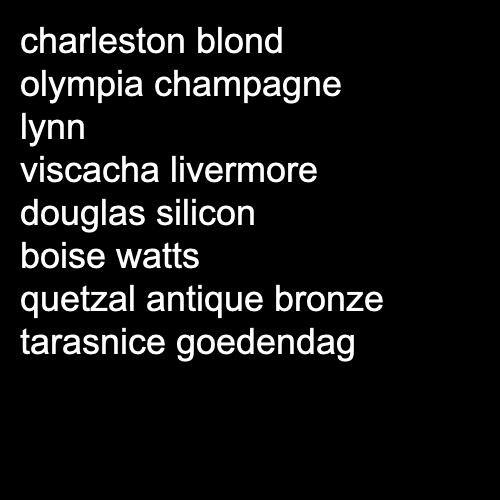 charleston blond
olympia champagne
lynn
viscacha livermore
douglas silicon
boise watts
quetzal antique bronze
tarasnice goedendag